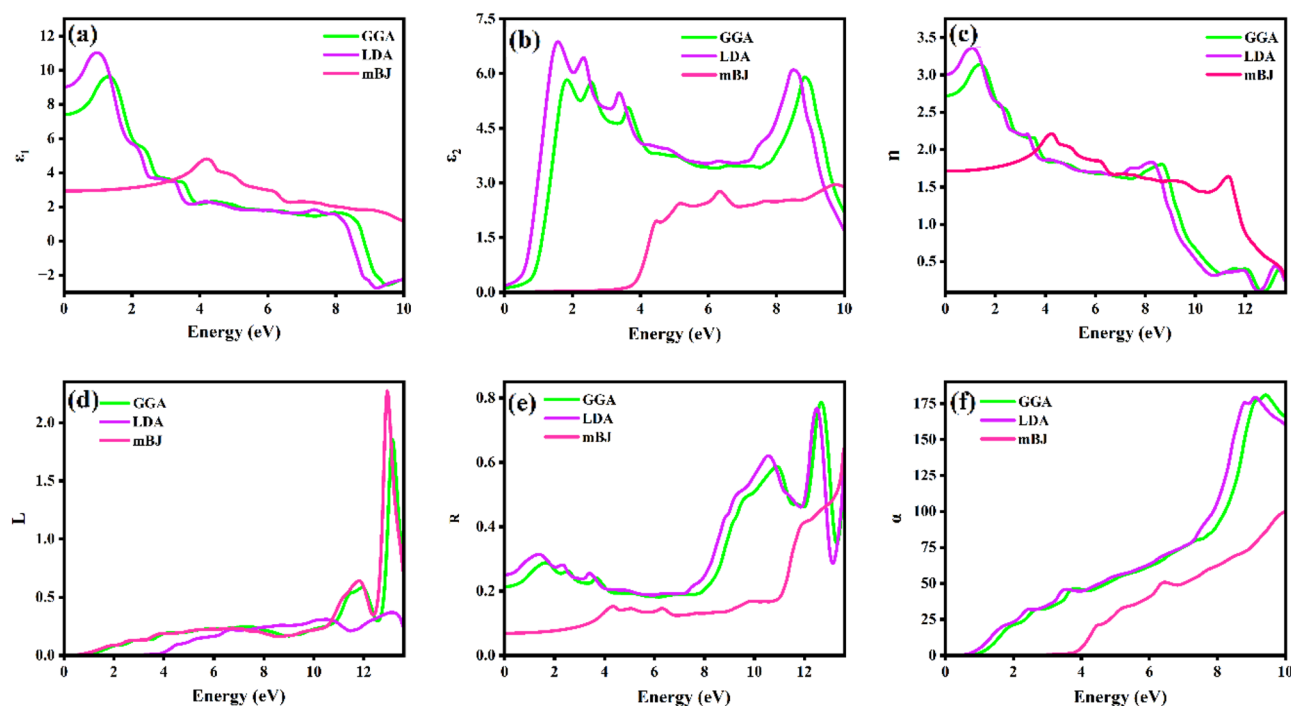 (a)
GGA
LDA
mBJ
12
10
8
6
4
2
0
−2
ε1
0 2 4 6 8 10
Energy (eV)
(b)
GGA
LDA
mBJ
7.5
6.0
4.5
3.0
1.5
0.0
ε2
0 2 4 6 8 10
Energy (eV)
(c)
GGA
LDA
mBJ
3.5
3.0
2.5
2.0
1.5
1.0
0.5
n
0 2 4 6 8 10 12
Energy (eV)
(d)
GGA
LDA
mBJ
2.0
1.5
1.0
0.5
0.0
L
0 2 4 6 8 10 12
Energy (eV)
(e)
GGA
LDA
mBJ
0.8
0.6
0.4
0.2
0.0
R
0 2 4 6 8 10 12
Energy (eV)
(f)
GGA
LDA
mBJ
175
150
125
100
75
50
25
0
α
0 2 4 6 8 10
Energy (eV)